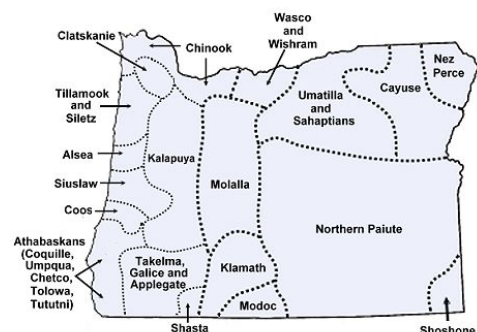 Wasco
and
Wishram
Clatskanie
Chinook
Nez
Perce
Tillamook
and
Siletz
Umatilla
and
Sahaptians
Cayuse
Alsea
Kalapuya
Siuslaw
Molalla
Coos
Northern Paiute
Athabaskans
(Coquille,
Umpqua,
Chetco,
Tolowa,
Tututni)
Takelma,
Galice and
Applegate
Klamath
Modoc
Shasta
Shoshone